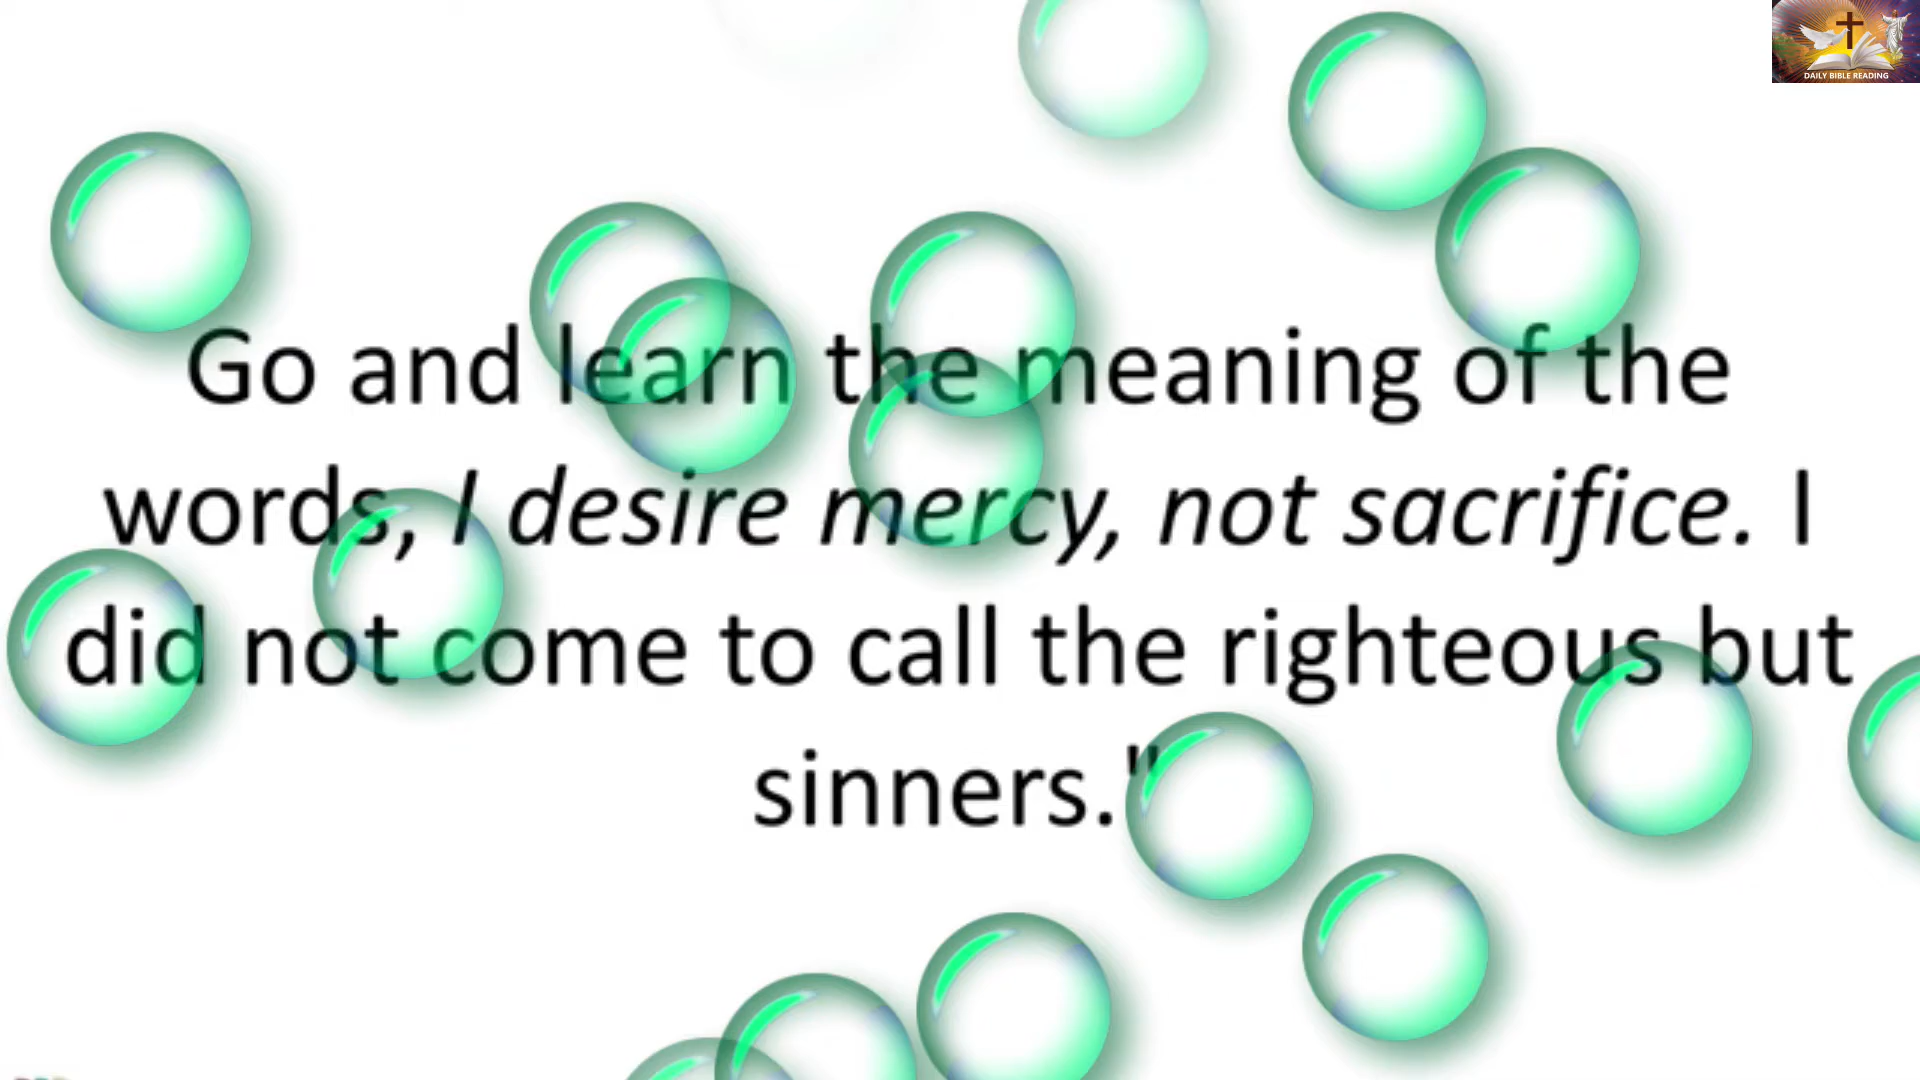 DAILY BIBLE READING
Go and learn the meaning of the
words, I desire mercy, not sacrifice. I
did not come to call the righteous but
sinners."